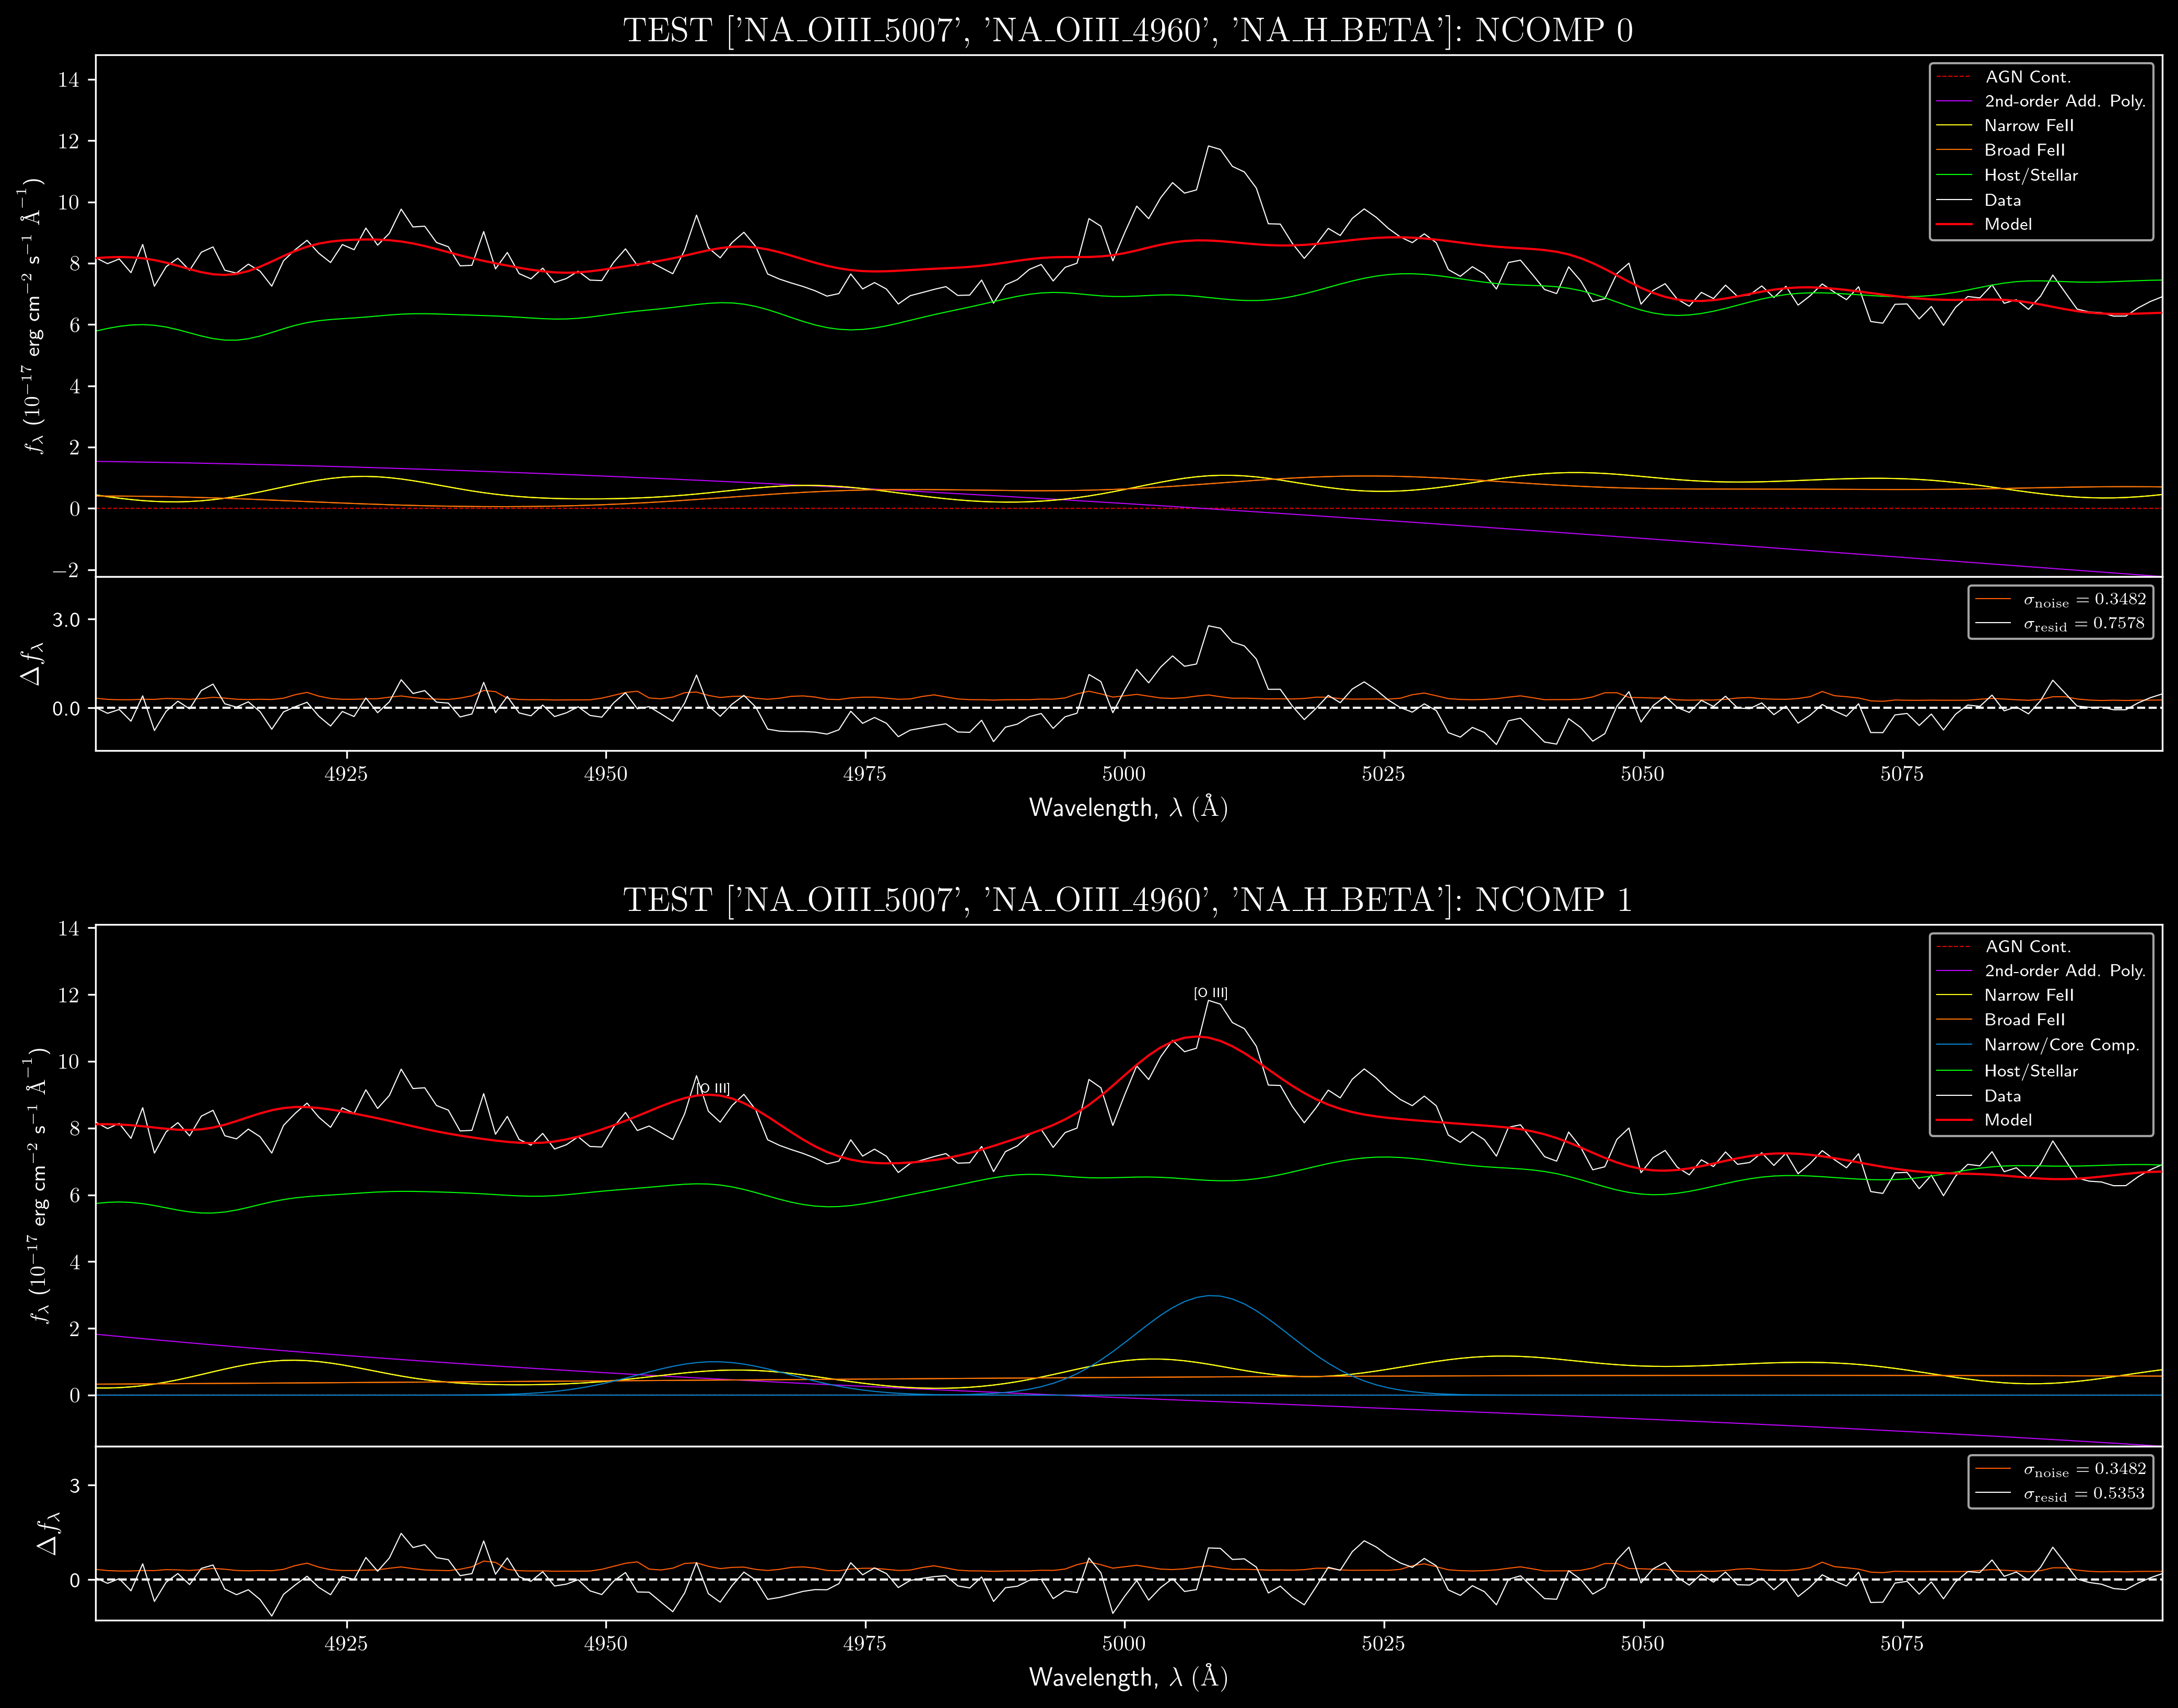 TEST ['NA_OIII_5007', 'NA_OIII_4960', 'NA_H_BETA']: NCOMP 0
14
12
10
8
6
4
2
0
−2
fλ (10−17 erg cm−2 s−1 Å−1)
AGN Cont.
2nd-order Add. Poly.
Narrow FeII
Broad FeII
Host/Stellar
Data
Model
3.0
0.0
Δfλ
σnoise = 0.3482
σresid = 0.7578
4925 4950 4975 5000 5025 5050 5075
Wavelength, λ (Å)
TEST ['NA_OIII_5007', 'NA_OIII_4960', 'NA_H_BETA']: NCOMP 1
14
12
10
8
6
4
2
0
fλ (10−17 erg cm−2 s−1 Å−1)
[O III]
[O III]
AGN Cont.
2nd-order Add. Poly.
Narrow FeII
Broad FeII
Narrow/Core Comp.
Host/Stellar
Data
Model
3
0
Δfλ
σnoise = 0.3482
σresid = 0.5353
4925 4950 4975 5000 5025 5050 5075
Wavelength, λ (Å)